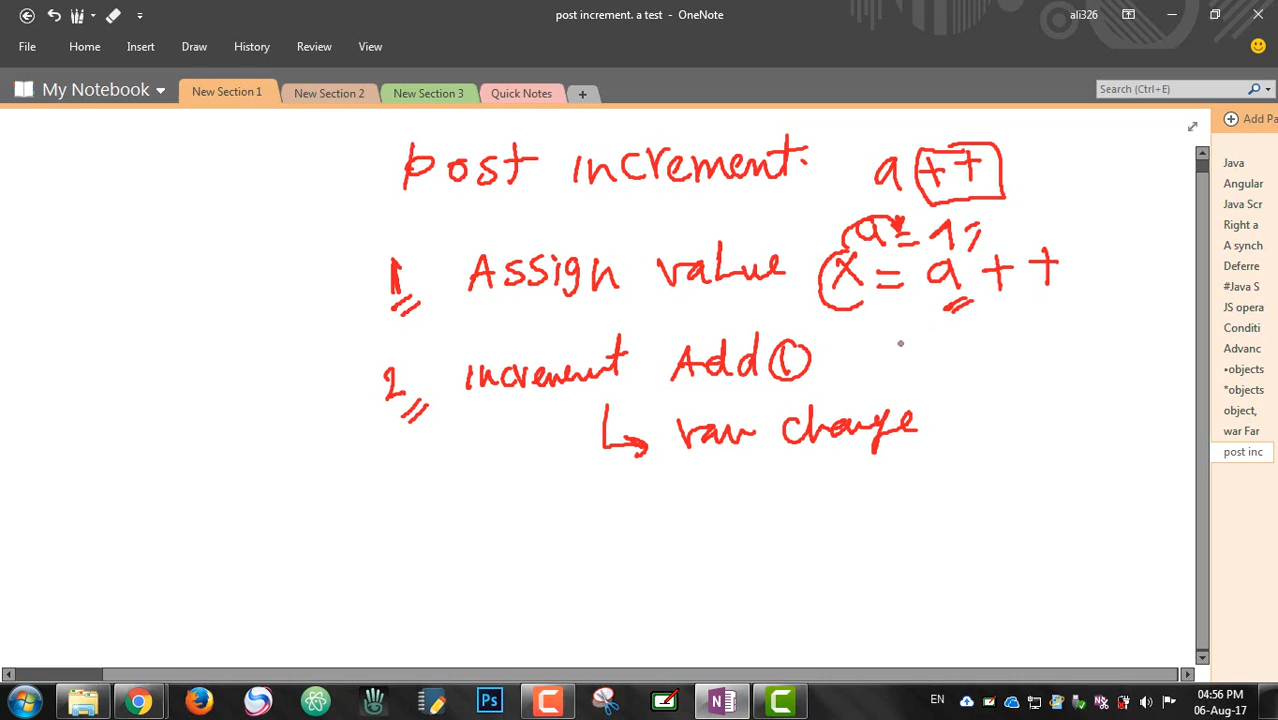 post increment. a test - OneNote
ali326
File Home Insert Draw History Review View
My Notebook New Section 1 New Section 2 New Section 3 Quick Notes +
Search (Ctrl+E)
Add Pa
post increment: a ++
a = 1;
1 Assign value x = a++
2 increment Add 1
change
Java
Angular
Java Scr
Right a
A synch
Deferre
#Java S
JS opera
Conditi
Advanc
•objects
*objects
object,
war Far
post inc
Ps
N
EN
04:56 PM
06-Aug-17